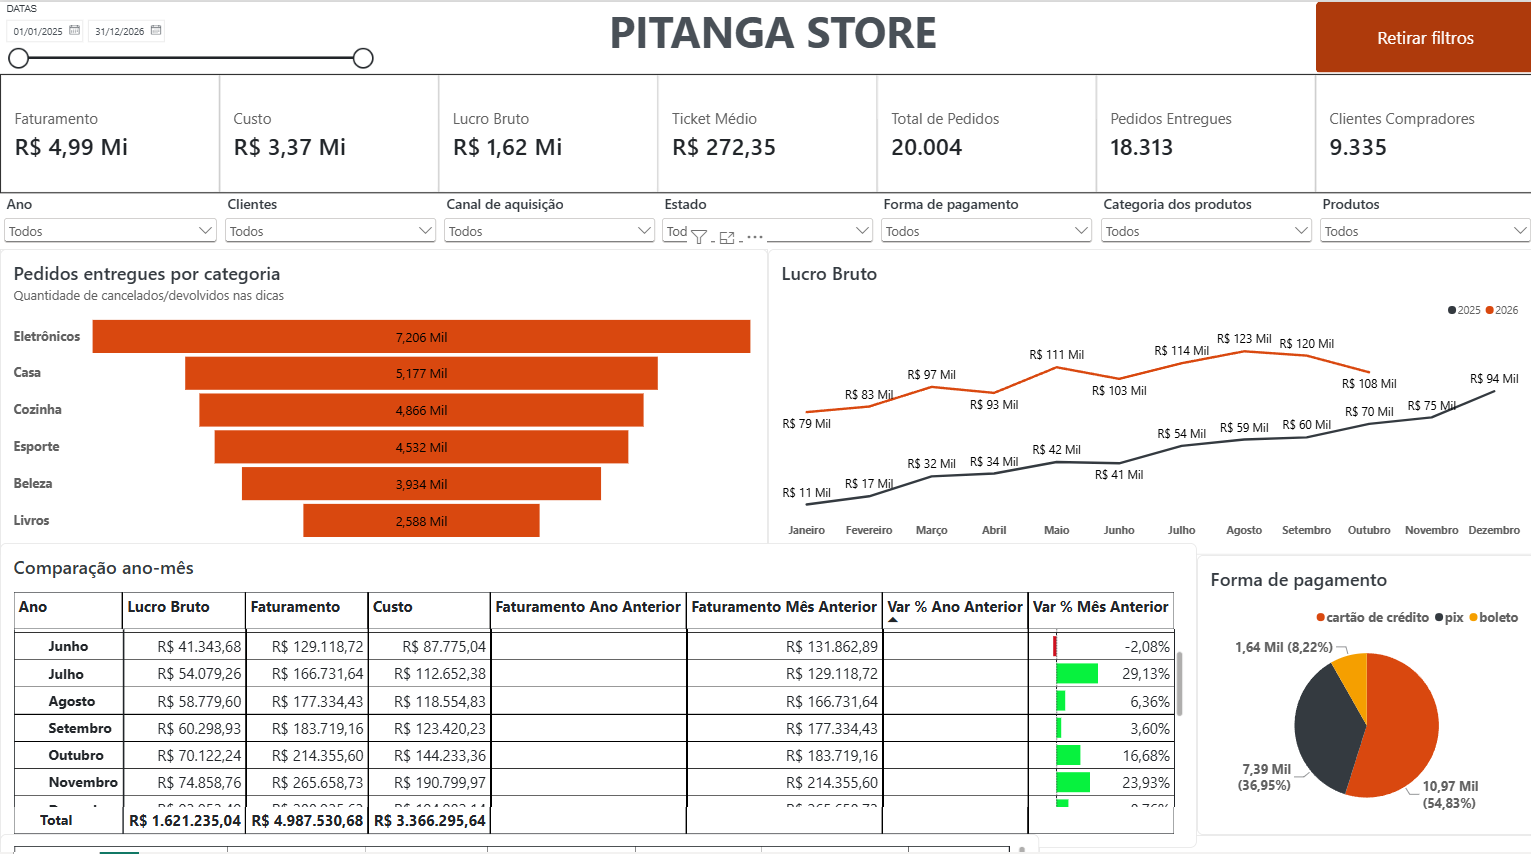 DATAS
01/01/2025 31/12/2026
PITANGA STORE
Retirar filtros
Faturamento
R$ 4,99 Mi
Custo
R$ 3,37 Mi
Lucro Bruto
R$ 1,62 Mi
Ticket Médio
R$ 272,35
Total de Pedidos
20.004
Pedidos Entregues
18.313
Clientes Compradores
9.335
Ano
Todos
Clientes
Todos
Canal de aquisição
Todos
Estado
Tod
Forma de pagamento
Todos
Categoria dos produtos
Todos
Produtos
Todos
Pedidos entregues por categoria
Quantidade de cancelados/devolvidos nas dicas
Eletrônicos 7,206 Mil
Casa 5,177 Mil
Cozinha 4,866 Mil
Esporte 4,532 Mil
Beleza 3,934 Mil
Livros 2,588 Mil
Lucro Bruto
2025 2026
R$ 79 Mil R$ 83 Mil R$ 97 Mil R$ 93 Mil R$ 111 Mil R$ 103 Mil R$ 114 Mil R$ 123 Mil R$ 120 Mil R$ 108 Mil
R$ 11 Mil R$ 17 Mil R$ 32 Mil R$ 34 Mil R$ 42 Mil R$ 41 Mil R$ 54 Mil R$ 59 Mil R$ 60 Mil R$ 70 Mil R$ 75 Mil R$ 94 Mil
Janeiro Fevereiro Março Abril Maio Junho Julho Agosto Setembro Outubro Novembro Dezembro
Comparação ano-mês
Ano Lucro Bruto Faturamento Custo Faturamento Ano Anterior Faturamento Mês Anterior Var % Ano Anterior Var % Mês Anterior
Junho R$ 41.343,68 R$ 129.118,72 R$ 87.775,04 R$ 131.862,89 -2,08%
Julho R$ 54.079,26 R$ 166.731,64 R$ 112.652,38 R$ 129.118,72 29,13%
Agosto R$ 58.779,60 R$ 177.334,43 R$ 118.554,83 R$ 166.731,64 6,36%
Setembro R$ 60.298,93 R$ 183.719,16 R$ 123.420,23 R$ 177.334,43 3,60%
Outubro R$ 70.122,24 R$ 214.355,60 R$ 144.233,36 R$ 183.719,16 16,68%
Novembro R$ 74.858,76 R$ 265.658,73 R$ 190.799,97 R$ 214.355,60 23,93%
Total R$ 1.621.235,04 R$ 4.987.530,68 R$ 3.366.295,64
Forma de pagamento
cartão de crédito pix boleto
1,64 Mil (8,22%)
7,39 Mil
(36,95%)
10,97 Mil
(54,83%)